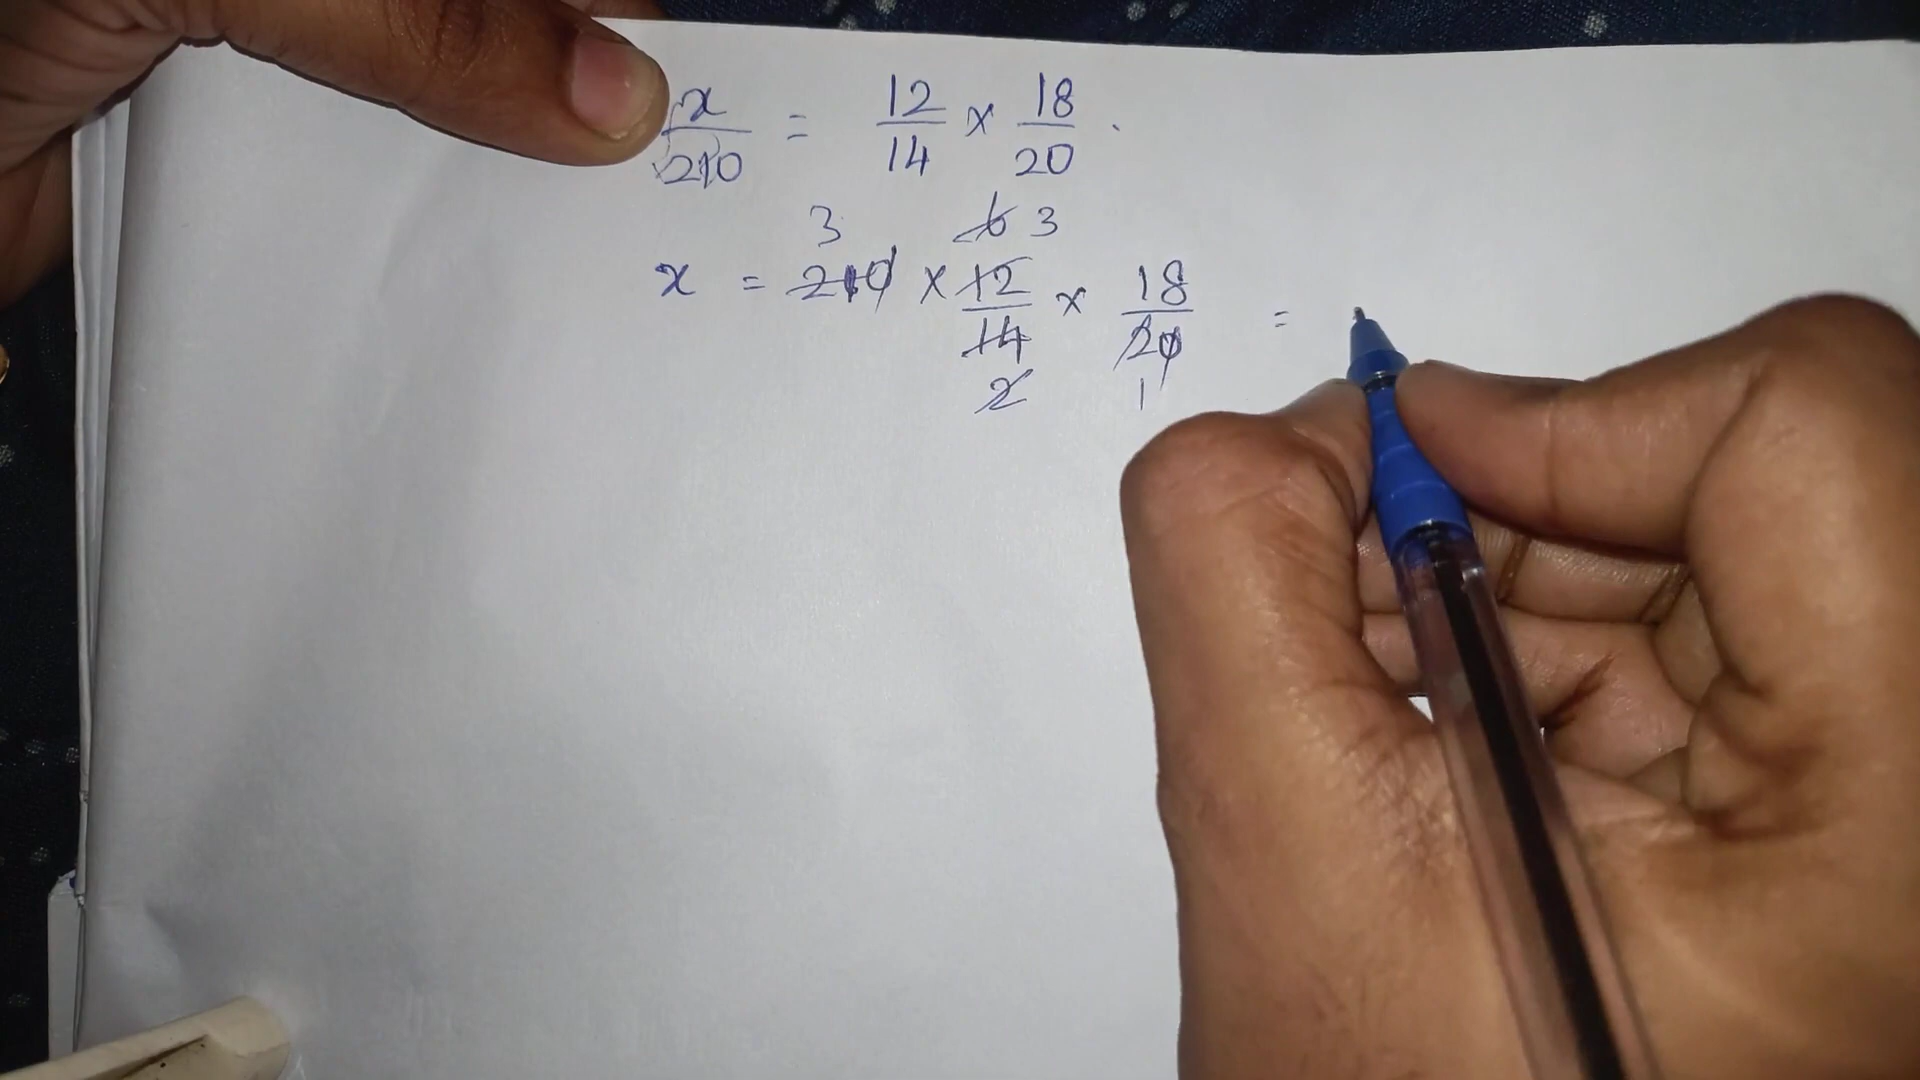 x/210 = 12/14 × 18/20 .
3 6 3
x = 210 × 12/14 × 18/20 =
2 1